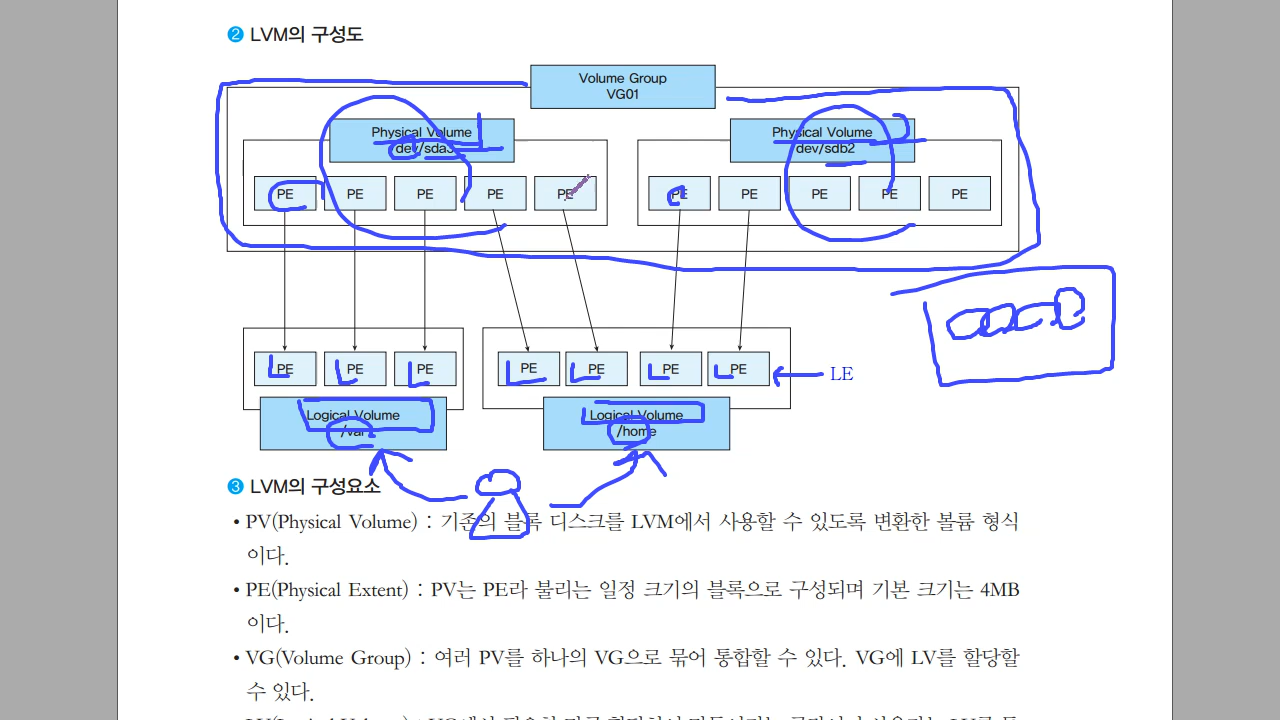 ❷ LVM의 구성도
Volume Group
VG01
Physical Volume
dev/sda3
Physical Volume
dev/sdb2
PE PE PE PE PE PE PE PE PE PE
PE PE PE PE PE PE PE
LE
Logical Volume
/var
Logical Volume
/home
❸ LVM의 구성요소
• PV(Physical Volume) : 기존의 블록 디스크를 LVM에서 사용할 수 있도록 변환한 볼륨 형식
이다.
• PE(Physical Extent) : PV는 PE라 불리는 일정 크기의 블록으로 구성되며 기본 크기는 4MB
이다.
• VG(Volume Group) : 여러 PV를 하나의 VG으로 묶어 통합할 수 있다. VG에 LV를 할당할
수 있다.